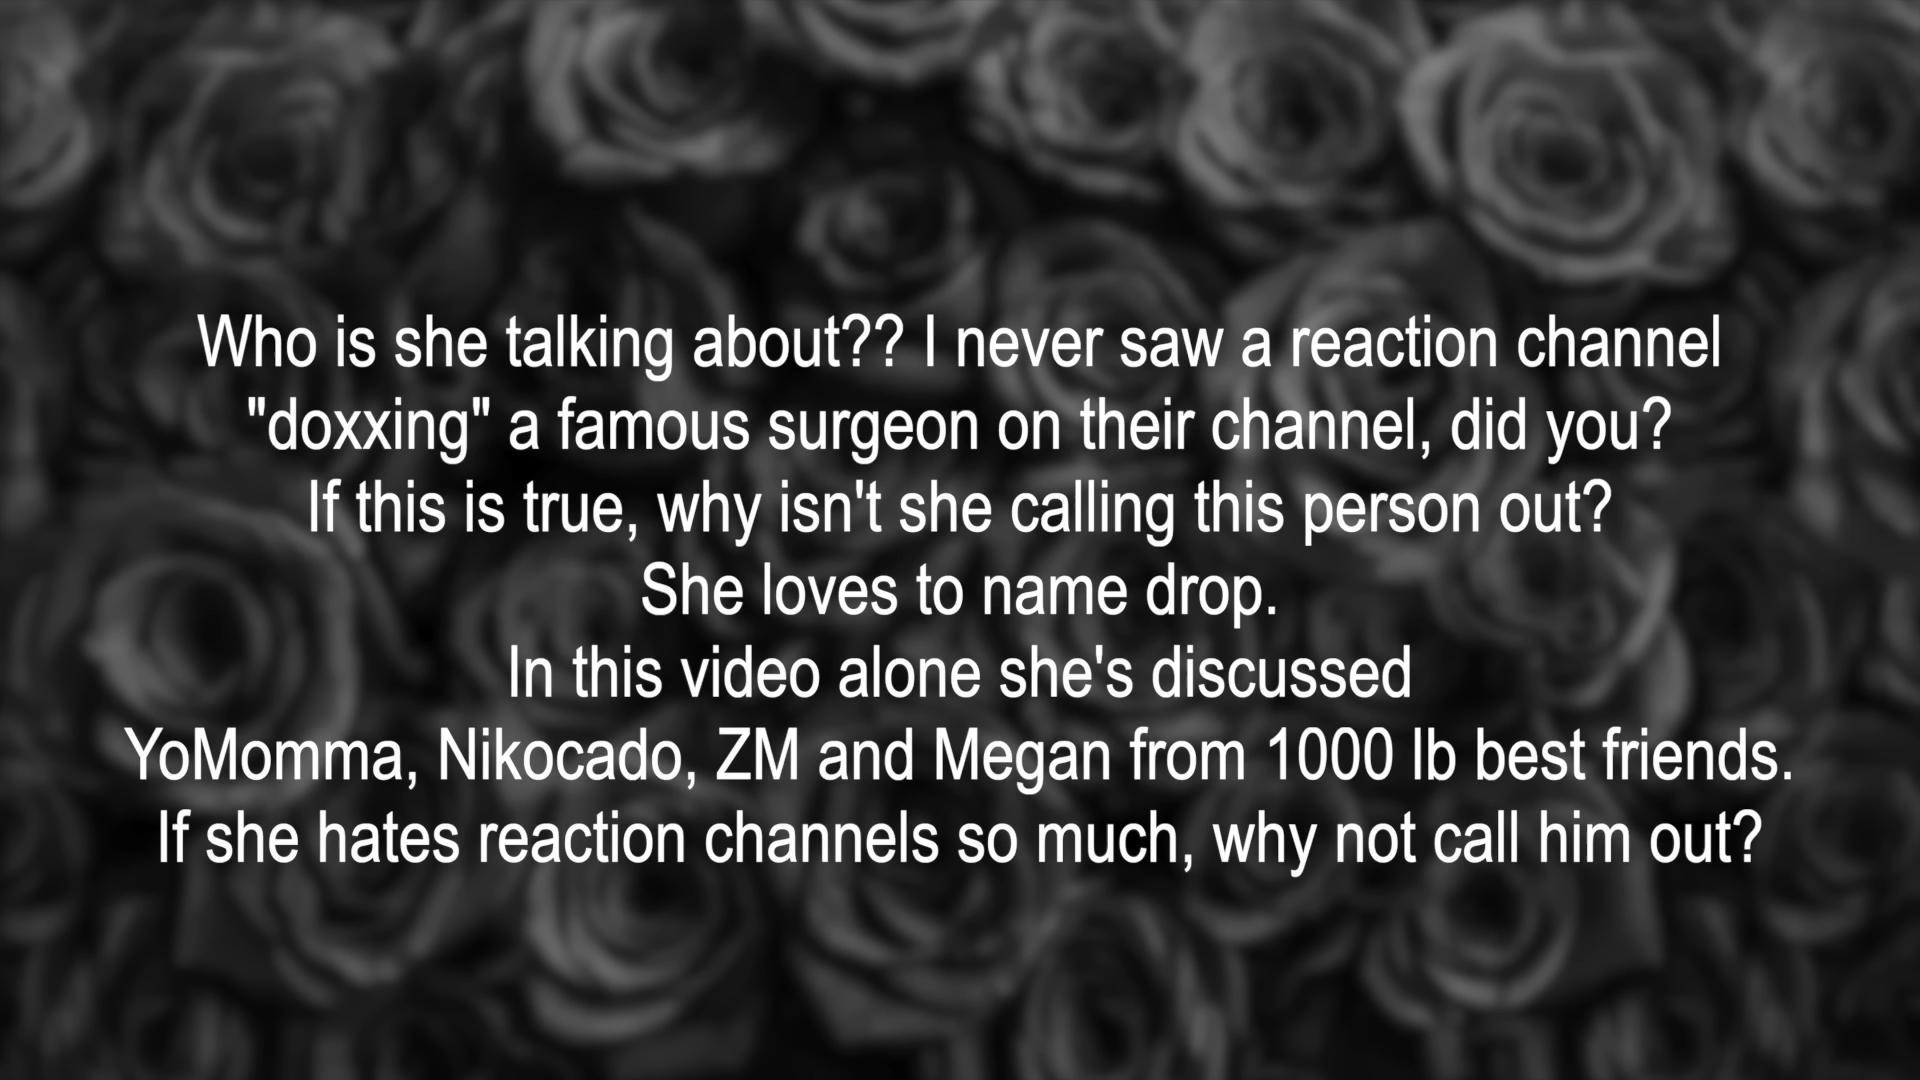 Who is she talking about?? I never saw a reaction channel
"doxxing" a famous surgeon on their channel, did you?
If this is true, why isn't she calling this person out?
She loves to name drop.
In this video alone she's discussed
YoMomma, Nikocado, ZM and Megan from 1000 lb best friends.
If she hates reaction channels so much, why not call him out?